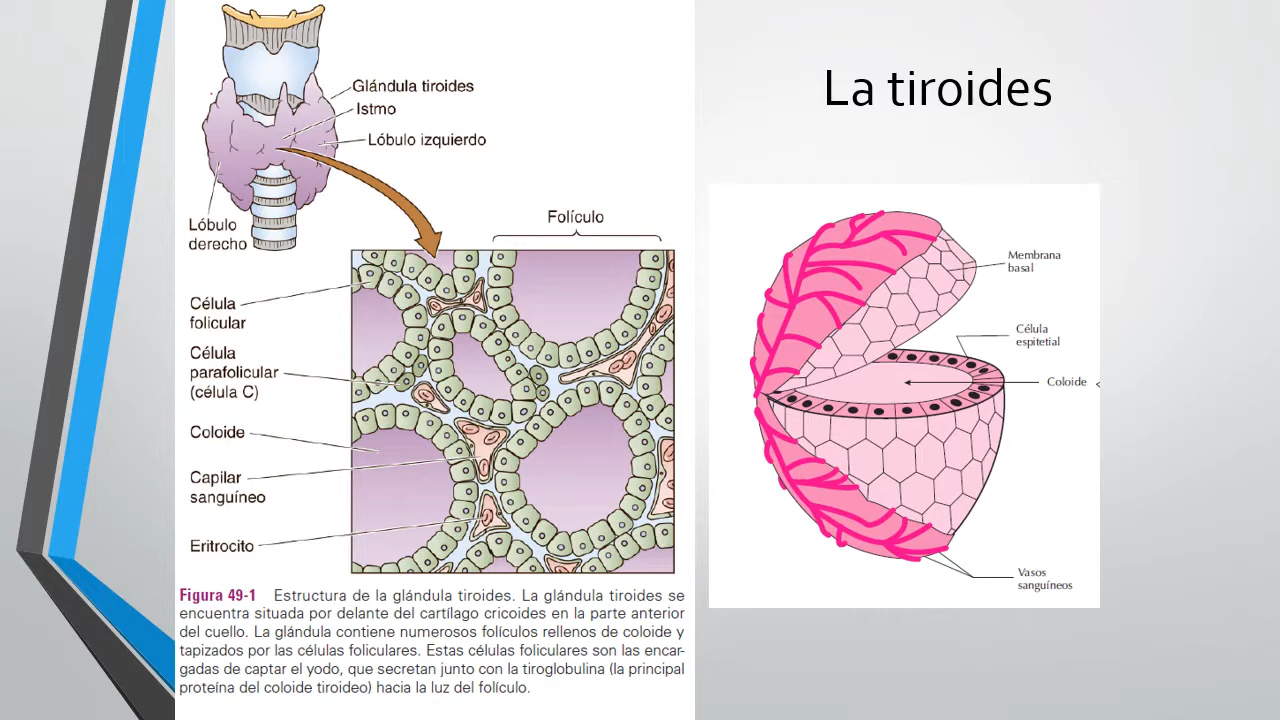 La tiroides
Glándula tiroides
Istmo
Lóbulo izquierdo
Lóbulo
derecho
Folículo
Célula
folicular
Célula
parafolicular
(célula C)
Coloide
Capilar
sanguíneo
Eritrocito
Figura 49-1 Estructura de la glándula tiroides. La glándula tiroides se
encuentra situada por delante del cartílago cricoides en la parte anterior
del cuello. La glándula contiene numerosos folículos rellenos de coloide y
tapizados por las células foliculares. Estas células foliculares son las encar-
gadas de captar el yodo, que secretan junto con la tiroglobulina (la principal
proteína del coloide tiroideo) hacia la luz del folículo.
Membrana
basal
Célula
espitetial
Coloide
Vasos
sanguíneos